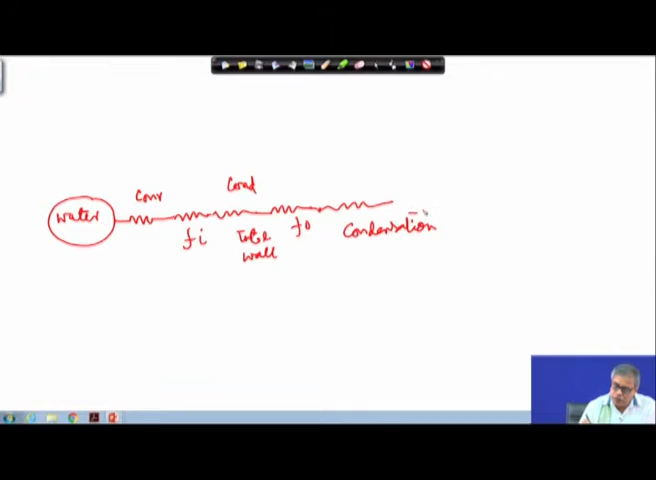 Conv
Cond
water
fi
Tube
wall
fo
Condensation